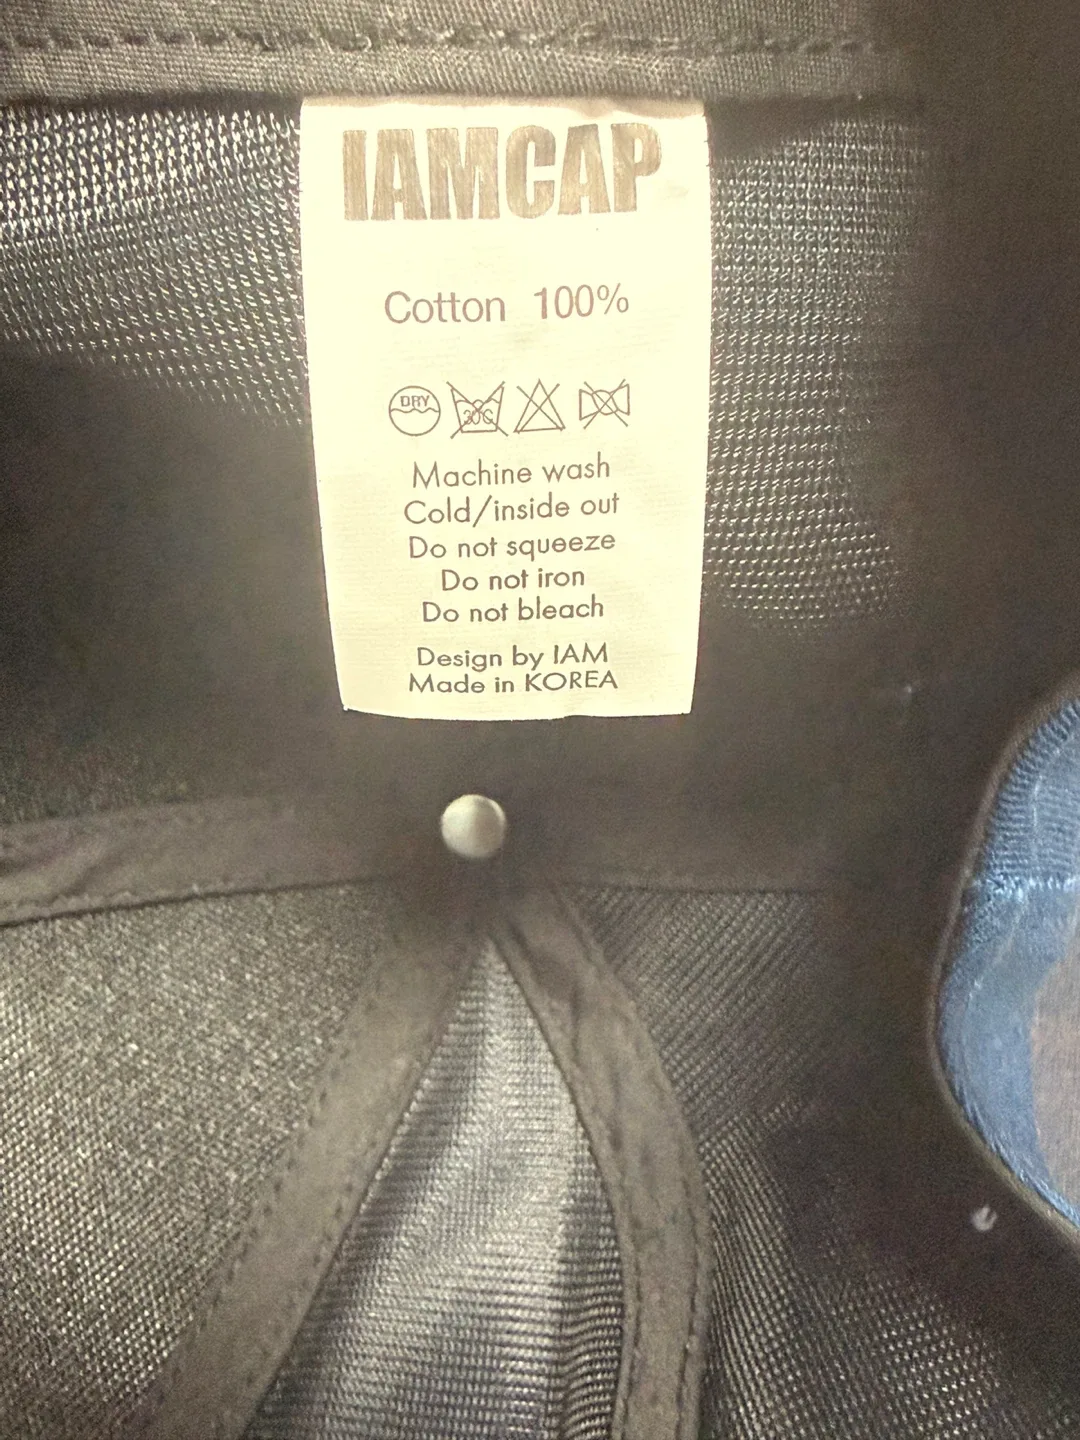 IAMCAP
Cotton 100%
DRY 30℃
Machine wash
Cold/inside out
Do not squeeze
Do not iron
Do not bleach
Design by IAM
Made in KOREA